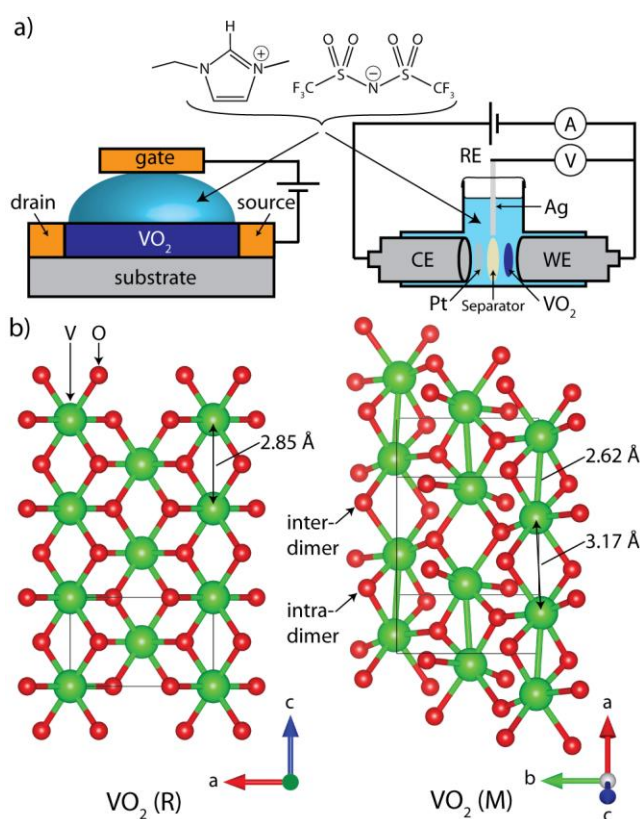 a)
H
N
⊕
N
O
O
O
O
S
⊖
S
F₃C
N
CF₃
gate
drain
source
VO₂
substrate
A
RE
V
Ag
CE
WE
Pt
Separator
VO₂
b)
V
O
2.85 Å
inter-
dimer
intra-
dimer
2.62 Å
3.17 Å
c
a
VO₂ (R)
a
b
c
VO₂ (M)